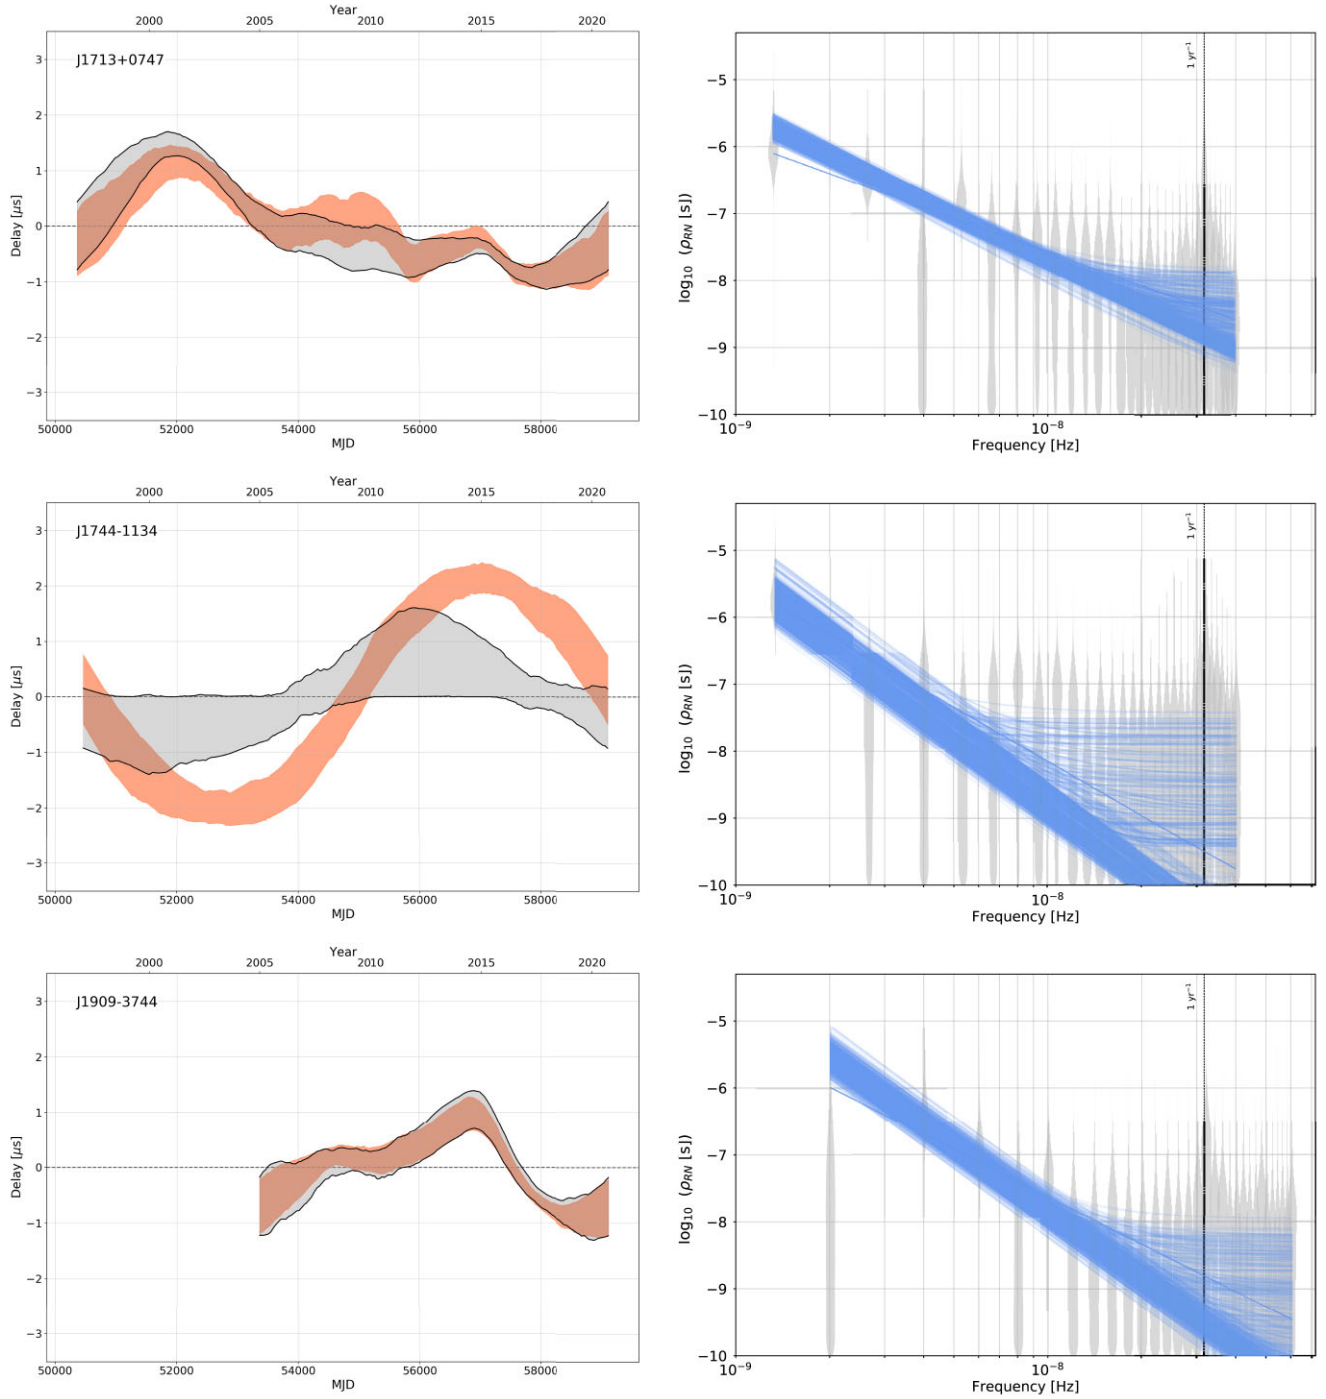 Year
2000 2005 2010 2015 2020
J1713+0747
3
2
1
0
−1
−2
−3
Delay [μs]
50000 52000 54000 56000 58000
MJD
1 yr⁻¹
−5
−6
−7
−8
−9
−10
log₁₀ (ρRN [s])
10⁻⁹ 10⁻⁸
Frequency [Hz]
Year
2000 2005 2010 2015 2020
J1744-1134
3
2
1
0
−1
−2
−3
Delay [μs]
50000 52000 54000 56000 58000
MJD
1 yr⁻¹
−5
−6
−7
−8
−9
−10
log₁₀ (ρRN [s])
10⁻⁹ 10⁻⁸
Frequency [Hz]
Year
2000 2005 2010 2015 2020
J1909-3744
3
2
1
0
−1
−2
−3
Delay [μs]
50000 52000 54000 56000 58000
MJD
1 yr⁻¹
−5
−6
−7
−8
−9
−10
log₁₀ (ρRN [s])
10⁻⁹ 10⁻⁸
Frequency [Hz]